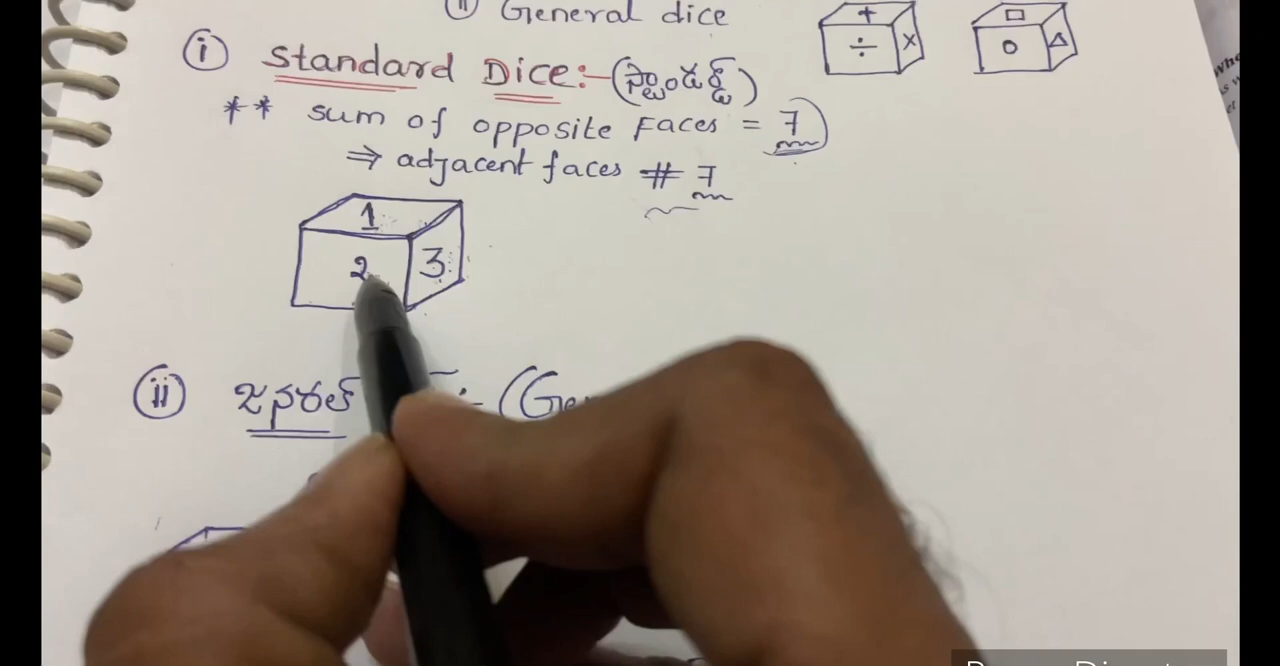 (ii) General dice
+
÷ ×
□
○ △
(i) Standard Dice:- (స్టాండర్డ్)
** sum of opposite Faces = 7
⇒ adjacent faces ≠ 7
1
2 3
(ii) జనరల్ :- (Gen